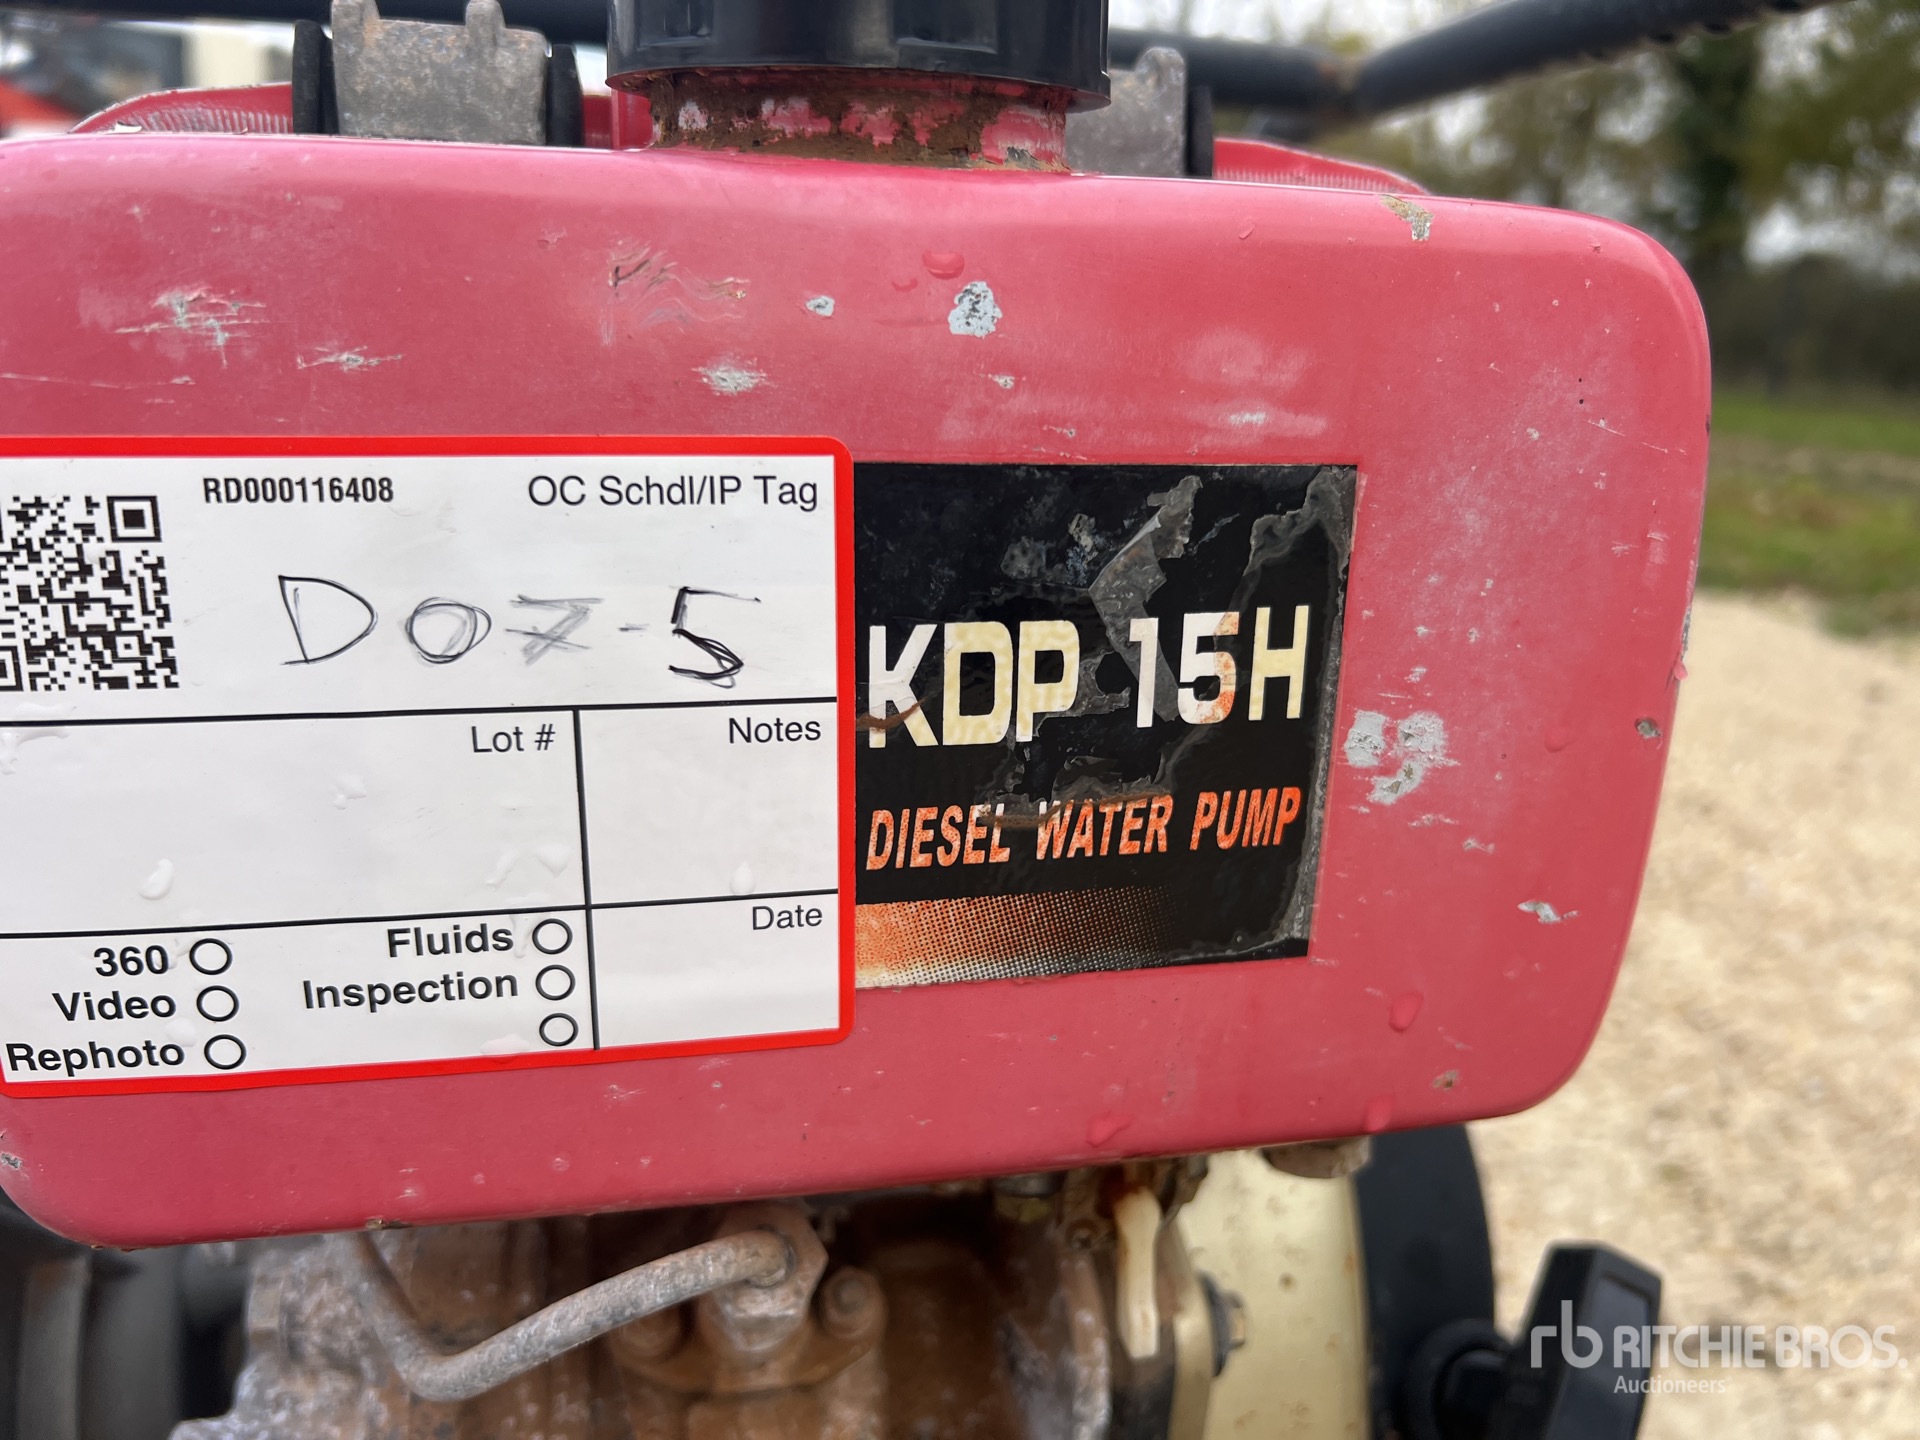 RD000116408
OC Schdl/IP Tag
D07-5
Lot #
Notes
360
Video
Rephoto
Fluids
Inspection
Date
KDP 15H
DIESEL WATER PUMP
rb RITCHIE BROS.
Auctioneers